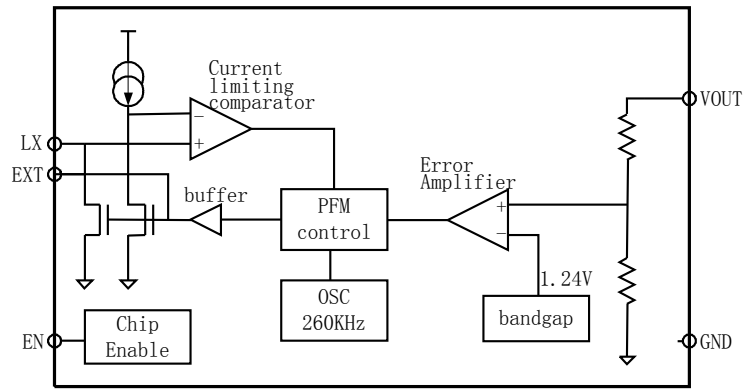 Current
limiting
comparator
VOUT
−
+
LX
EXT
Error
Amplifier
buffer
PFM
control
+
−
1.24V
OSC
260KHz
bandgap
Chip
Enable
EN
GND